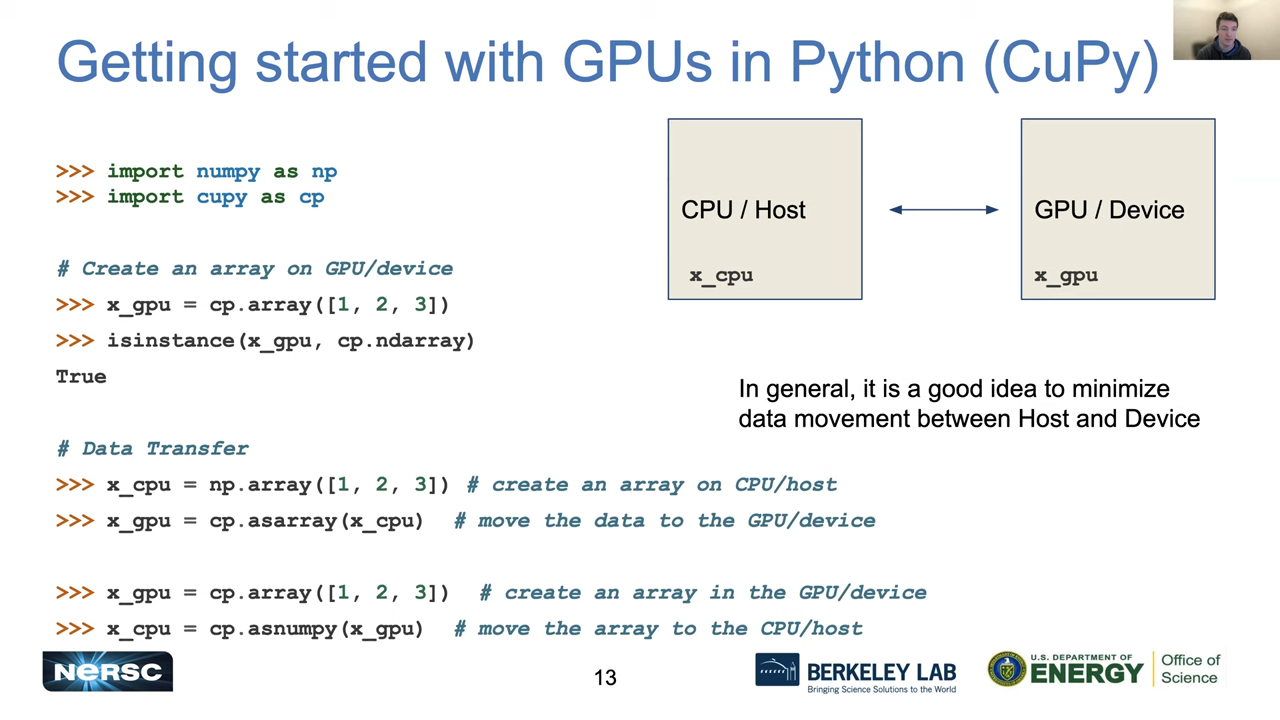 Getting started with GPUs in Python (CuPy)
>>> import numpy as np
>>> import cupy as cp
# Create an array on GPU/device
>>> x_gpu = cp.array([1, 2, 3])
>>> isinstance(x_gpu, cp.ndarray)
True
# Data Transfer
>>> x_cpu = np.array([1, 2, 3]) # create an array on CPU/host
>>> x_gpu = cp.asarray(x_cpu) # move the data to the GPU/device
>>> x_gpu = cp.array([1, 2, 3]) # create an array in the GPU/device
>>> x_cpu = cp.asnumpy(x_gpu) # move the array to the CPU/host
CPU / Host
x_cpu
GPU / Device
x_gpu
In general, it is a good idea to minimize
data movement between Host and Device
NERSC
13
BERKELEY LAB
Bringing Science Solutions to the World
U.S. DEPARTMENT OF
ENERGY
Office of
Science